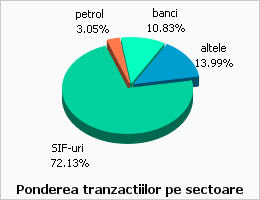 petrol
3.05%
banci
10.83%
altele
13.99%
SIF-uri
72.13%
Ponderea tranzactiilor pe sectoare